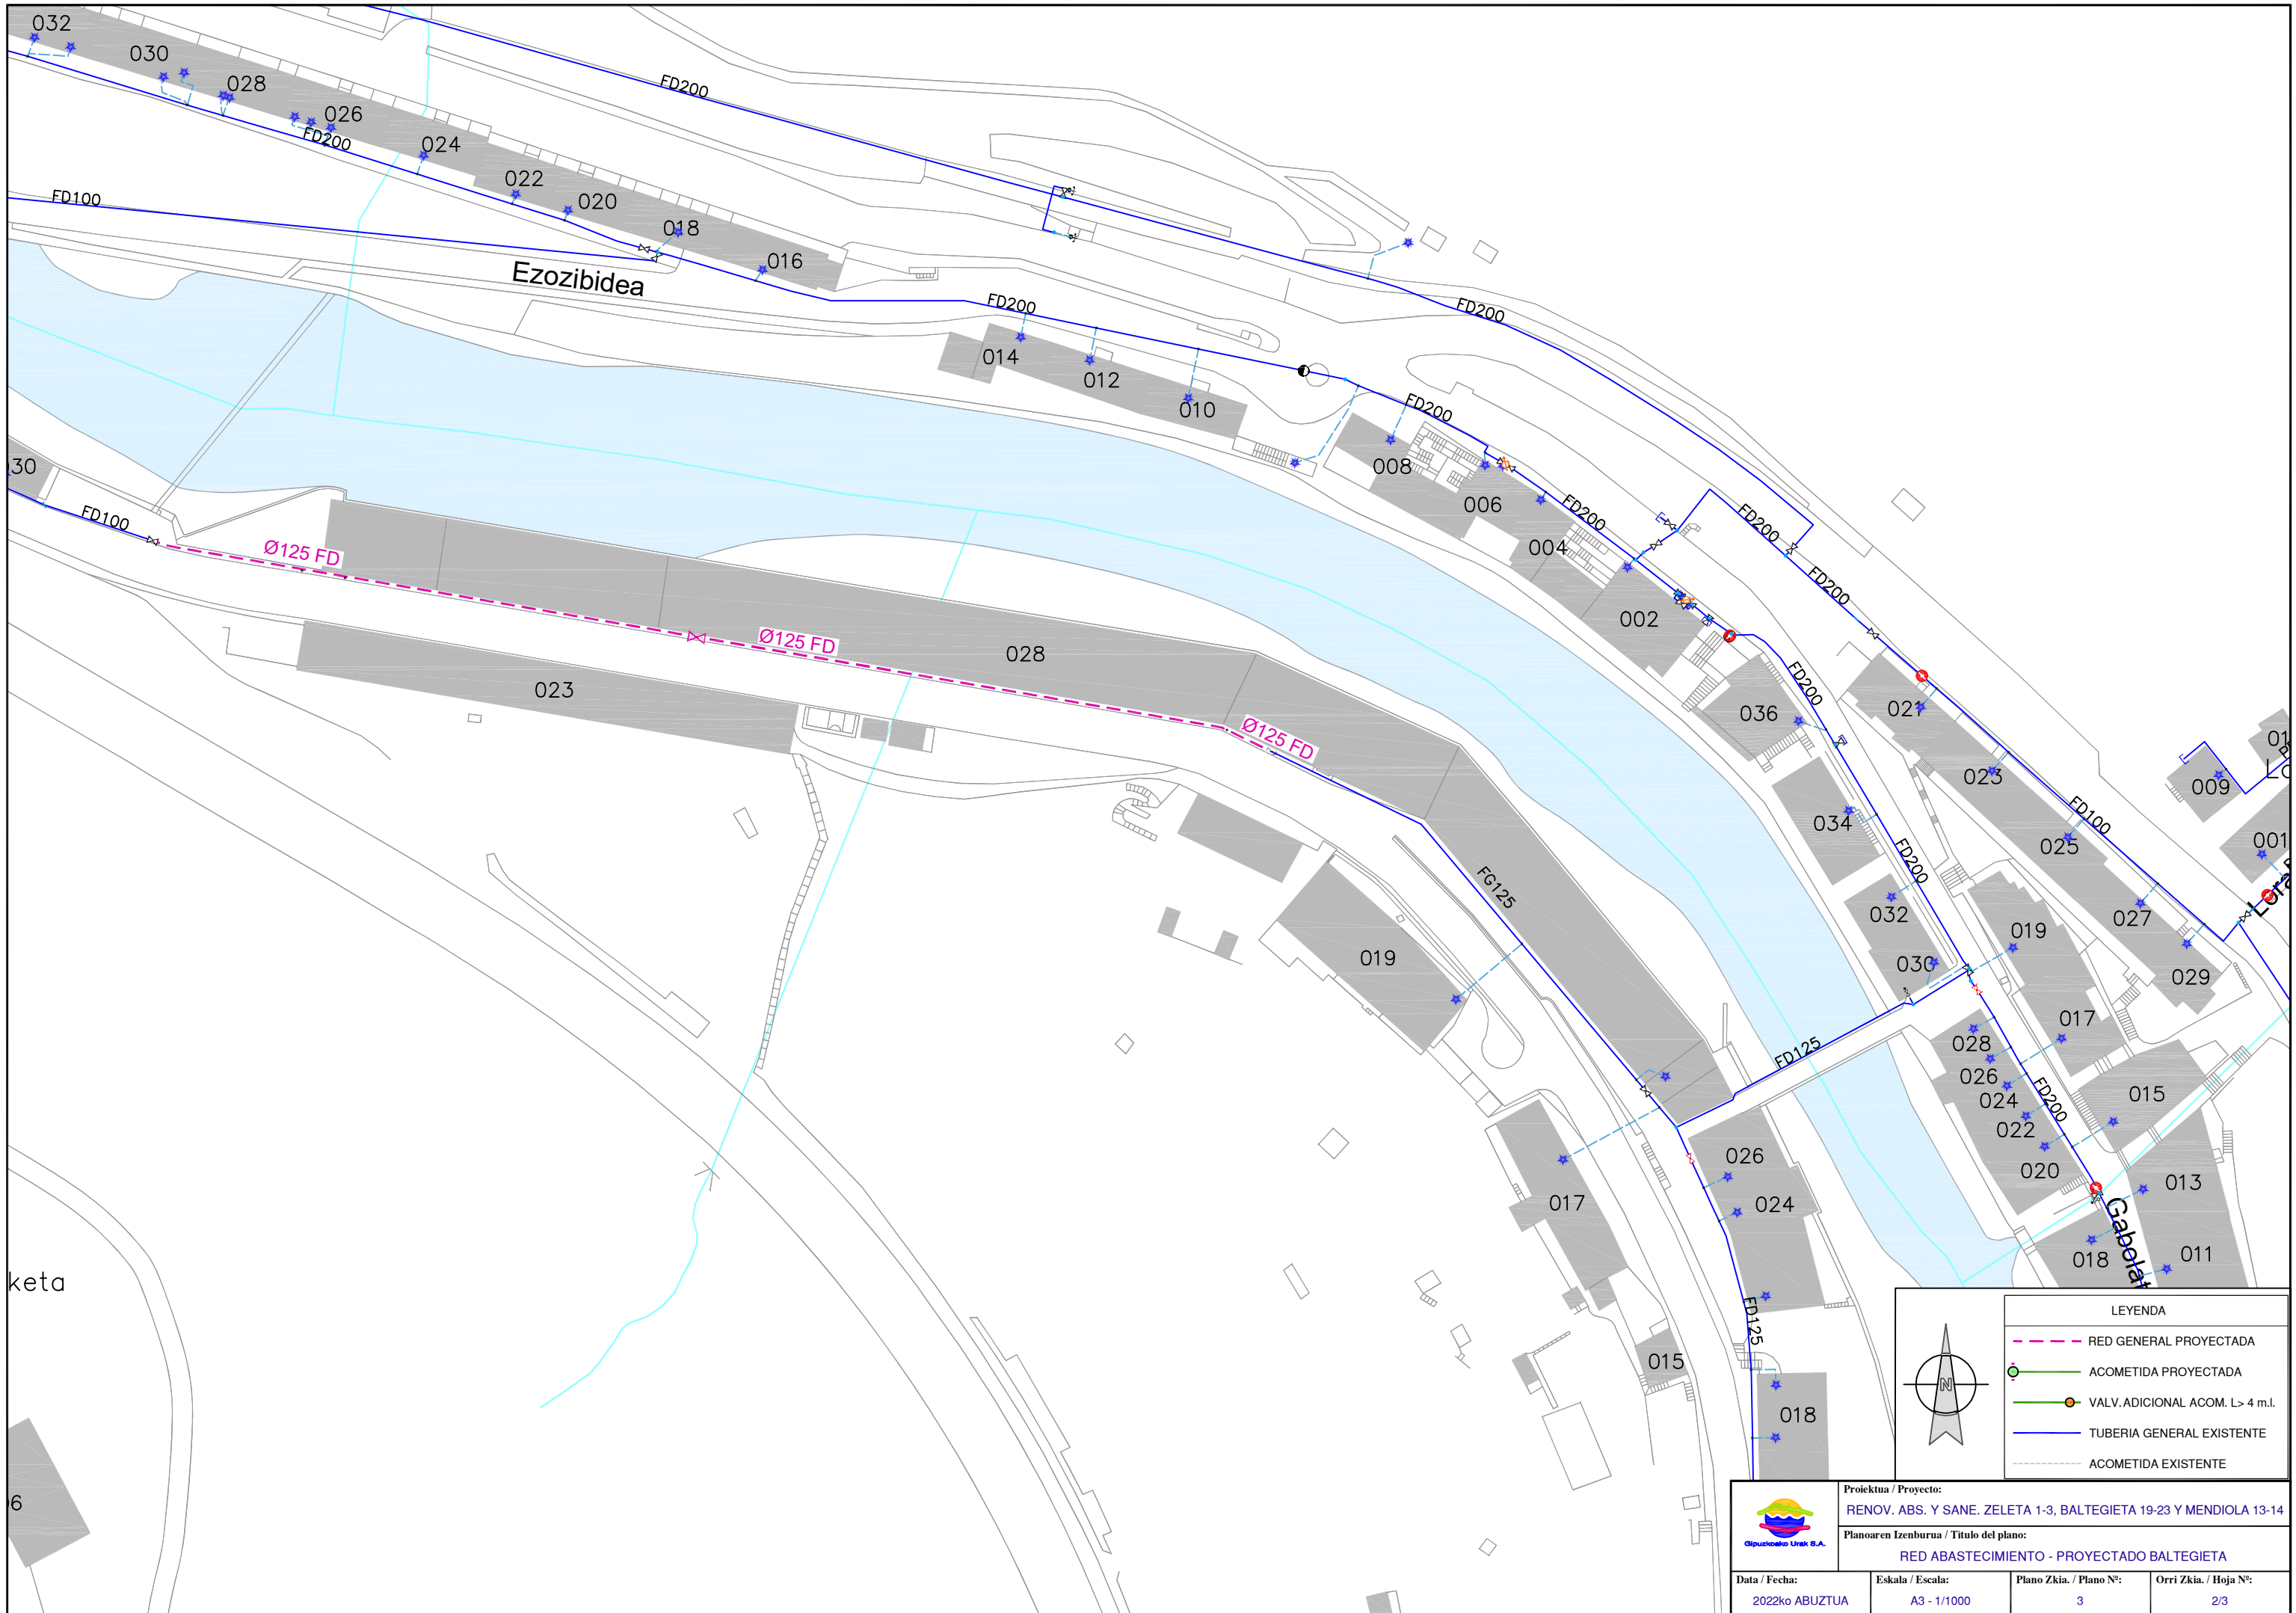 032
030
028
026
FD200
024
022
020
018
016
FD100
Ezozibidea
FD200
FD200
FD200
014
012
010
FD200
008
006
FD200
004
002
FD200
FD200
30
FD100
Ø125 FD
Ø125 FD
028
023
Ø125 FD
FD200
036
021
023
034
025
FD100
FD200
009
01
001
032
027
030
019
029
FG125
019
017
028
026
FD125
024
FD200
015
022
020
013
026
017
024
018
011
Gabolat
keta
FD125
015
018
LEYENDA
RED GENERAL PROYECTADA
ACOMETIDA PROYECTADA
VALV. ADICIONAL ACOM. L> 4 m.l.
TUBERIA GENERAL EXISTENTE
ACOMETIDA EXISTENTE
N
Gipuzkoako Urak S.A.
Proiektua / Proyecto:
RENOV. ABS. Y SANE. ZELETA 1-3, BALTEGIETA 19-23 Y MENDIOLA 13-14
Planoaren Izenburua / Titulo del plano:
RED ABASTECIMIENTO - PROYECTADO BALTEGIETA
Data / Fecha:
2022ko ABUZTUA
Eskala / Escala:
A3 - 1/1000
Plano Zkia. / Plano Nº:
3
Orri Zkia. / Hoja Nº:
2/3